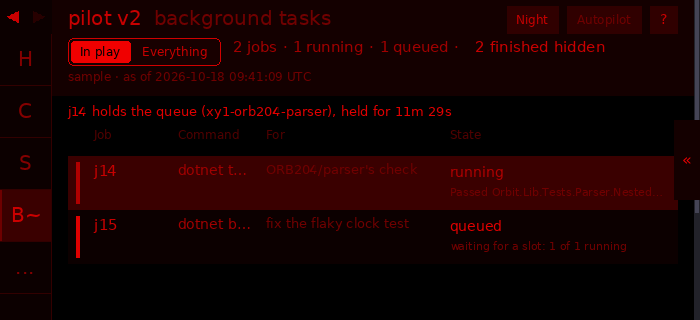 ◀ ▶ pilot v2 background tasks Night Autopilot ?
In play Everything 2 jobs · 1 running · 1 queued · 2 finished hidden
sample · as of 2026-10-18 09:41:09 UTC
H
C
S
B~
...
j14 holds the queue (xy1-orb204-parser), held for 11m 29s
Job Command For State
j14 dotnet t... ORB204/parser's check running
Passed Orbit Lib Tests Parser Nested ...
j15 dotnet b... fix the flaky clock test queued
waiting for a slot: 1 of 1 running
«